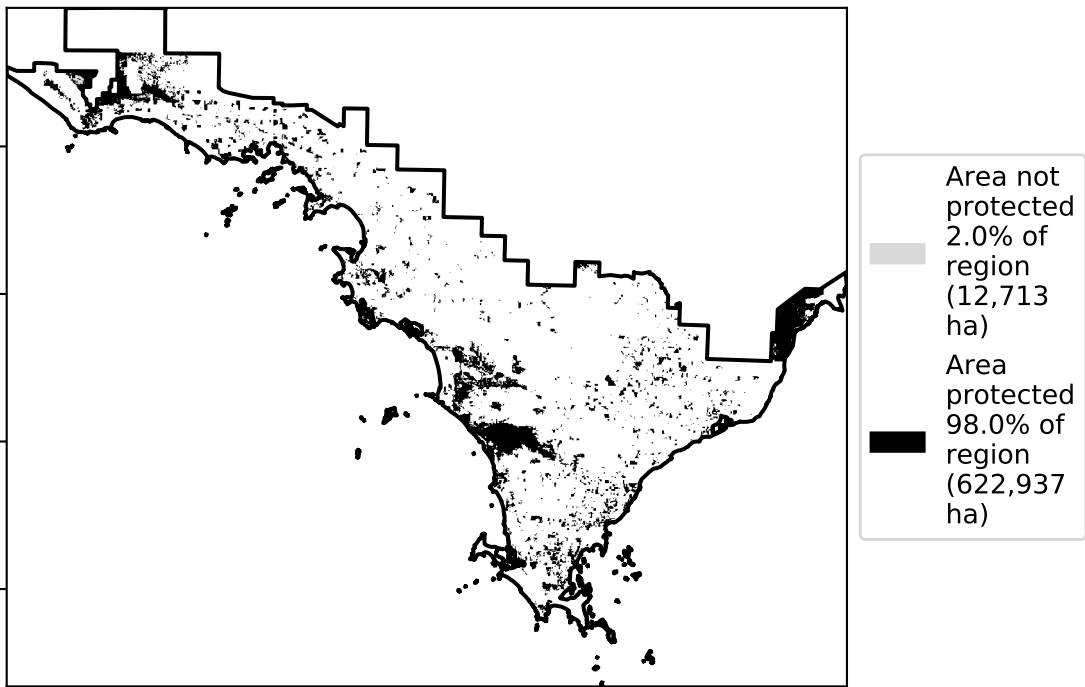 Area not
protected
2.0% of
region
(12,713
ha)
Area
protected
98.0% of
region
(622,937
ha)